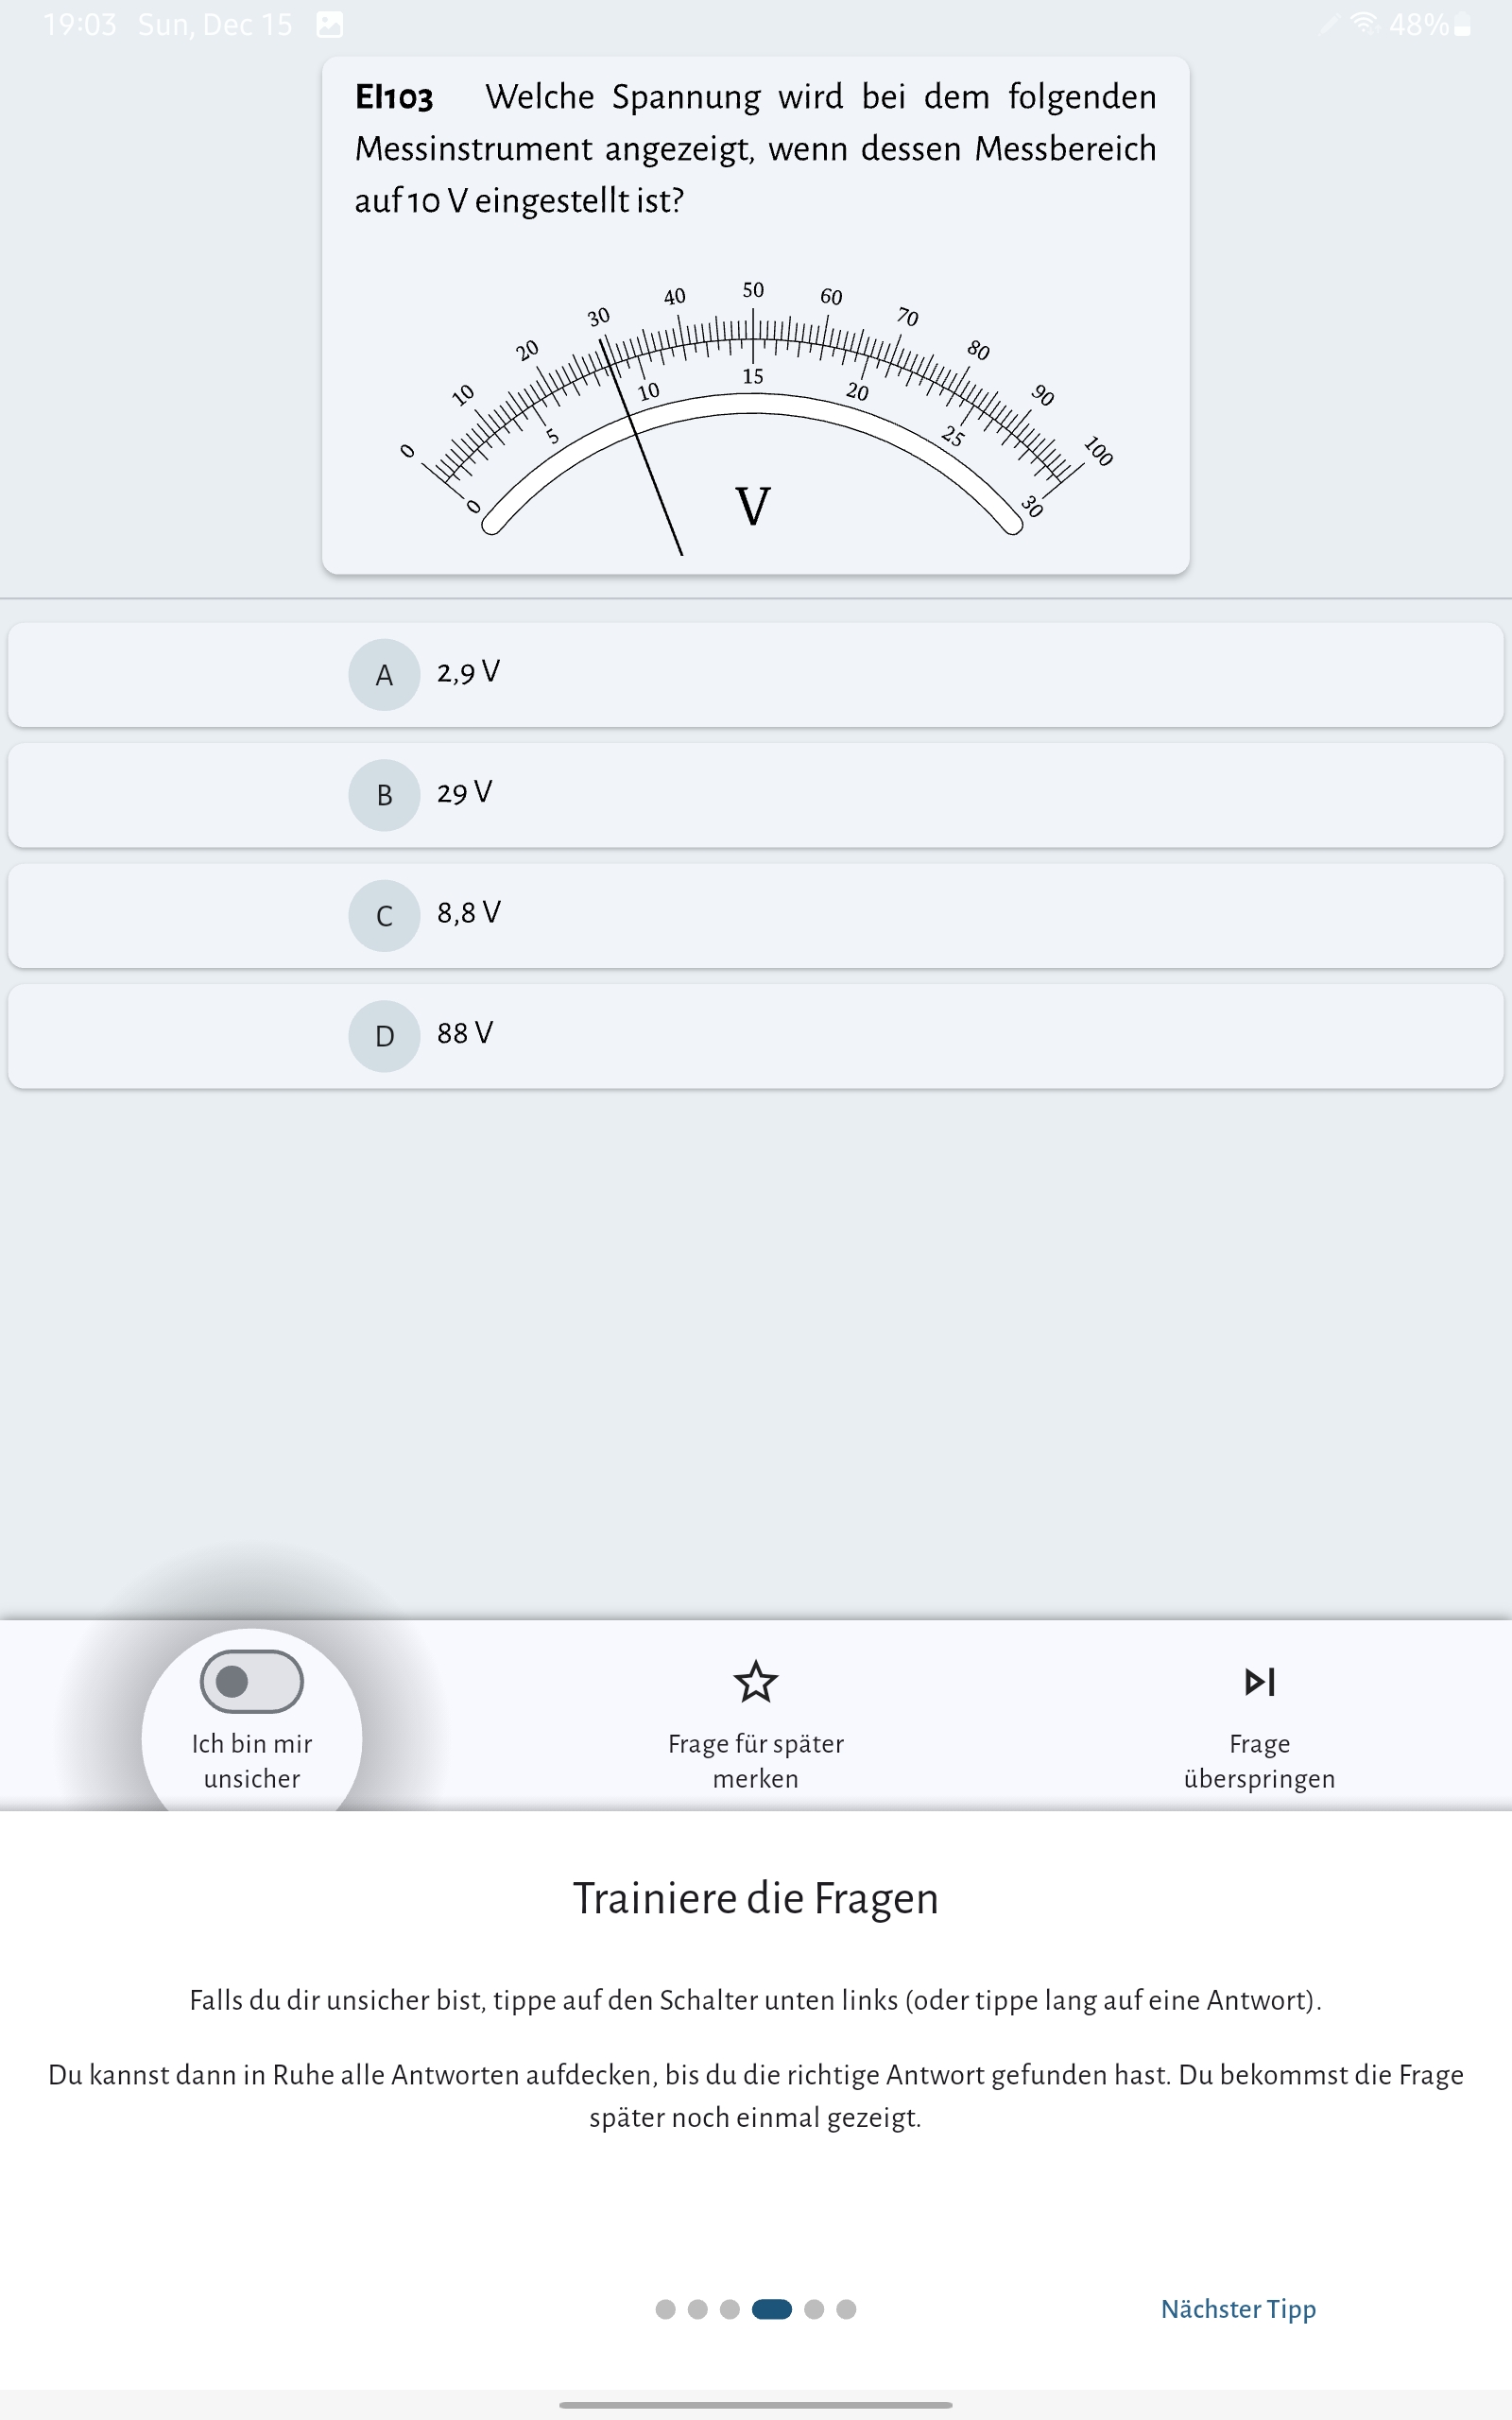 19:03 Sun, Dec 15 48%
EI103 Welche Spannung wird bei dem folgenden
Messinstrument angezeigt, wenn dessen Messbereich
auf 10 V eingestellt ist?
0 10 20 30 40 50 60 70 80 90 100
0 5 10 15 20 25 30
V
A 2,9 V
B 29 V
C 8,8 V
D 88 V
Ich bin mir
unsicher
Frage für später
merken
Frage
überspringen
Trainiere die Fragen
Falls du dir unsicher bist, tippe auf den Schalter unten links (oder tippe lang auf eine Antwort).
Du kannst dann in Ruhe alle Antworten aufdecken, bis du die richtige Antwort gefunden hast. Du bekommst die Frage
später noch einmal gezeigt.
Nächster Tipp